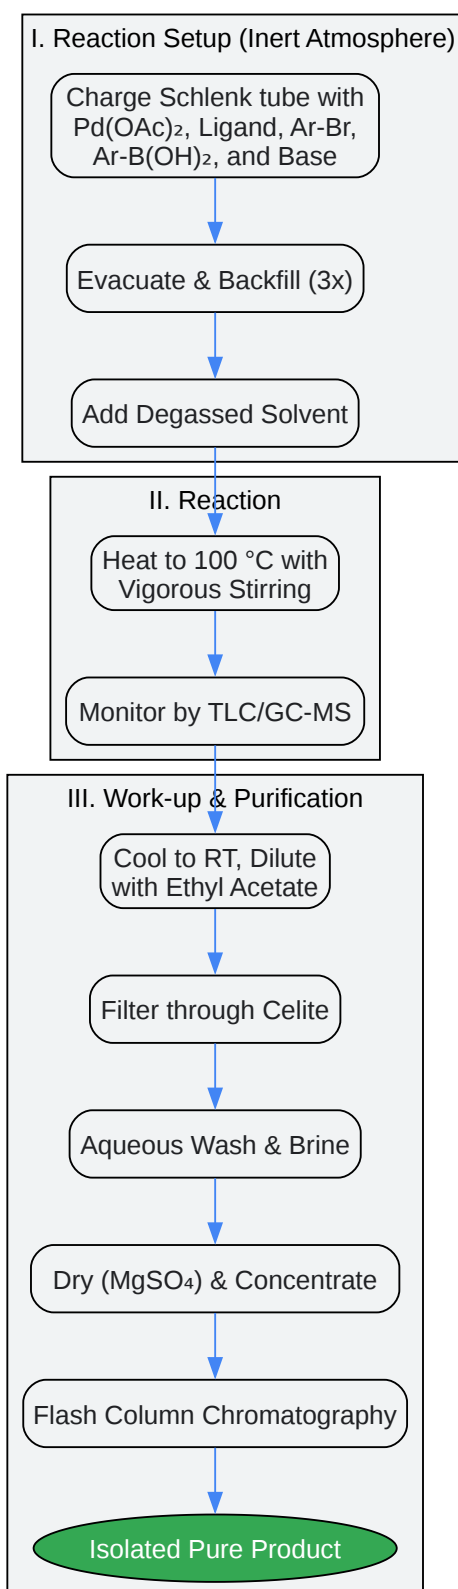 I. Reaction Setup (Inert Atmosphere)
Charge Schlenk tube with
Pd(OAc)₂, Ligand, Ar-Br,
Ar-B(OH)₂, and Base
Evacuate & Backfill (3x)
Add Degassed Solvent
II. Reaction
Heat to 100 °C with
Vigorous Stirring
Monitor by TLC/GC-MS
III. Work-up & Purification
Cool to RT, Dilute
with Ethyl Acetate
Filter through Celite
Aqueous Wash & Brine
Dry (MgSO₄) & Concentrate
Flash Column Chromatography
Isolated Pure Product